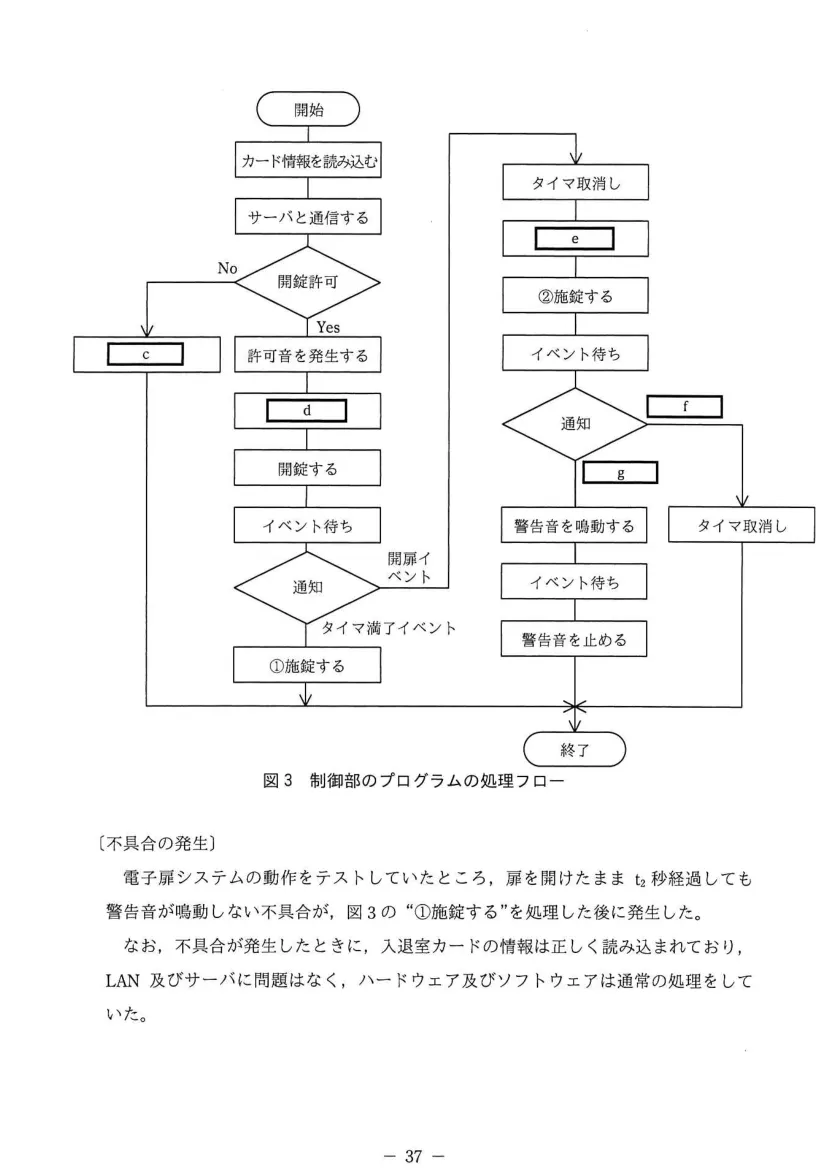 開始
カード情報を読み込む
サーバと通信する
開錠許可
No
Yes
c
許可音を発生する
d
開錠する
イベント待ち
通知
開扉イ
ベント
タイマ満了イベント
①施錠する
タイマ取消し
e
②施錠する
イベント待ち
通知
f
g
警告音を鳴動する
タイマ取消し
イベント待ち
警告音を止める
終了
図3 制御部のプログラムの処理フロー
〔不具合の発生〕
電子扉システムの動作をテストしていたところ，扉を開けたまま t₂ 秒経過しても
警告音が鳴動しない不具合が，図3の“①施錠する”を処理した後に発生した。
なお，不具合が発生したときに，入退室カードの情報は正しく読み込まれており，
LAN 及びサーバに問題はなく，ハードウェア及びソフトウェアは通常の処理をして
いた。
－ 37 －